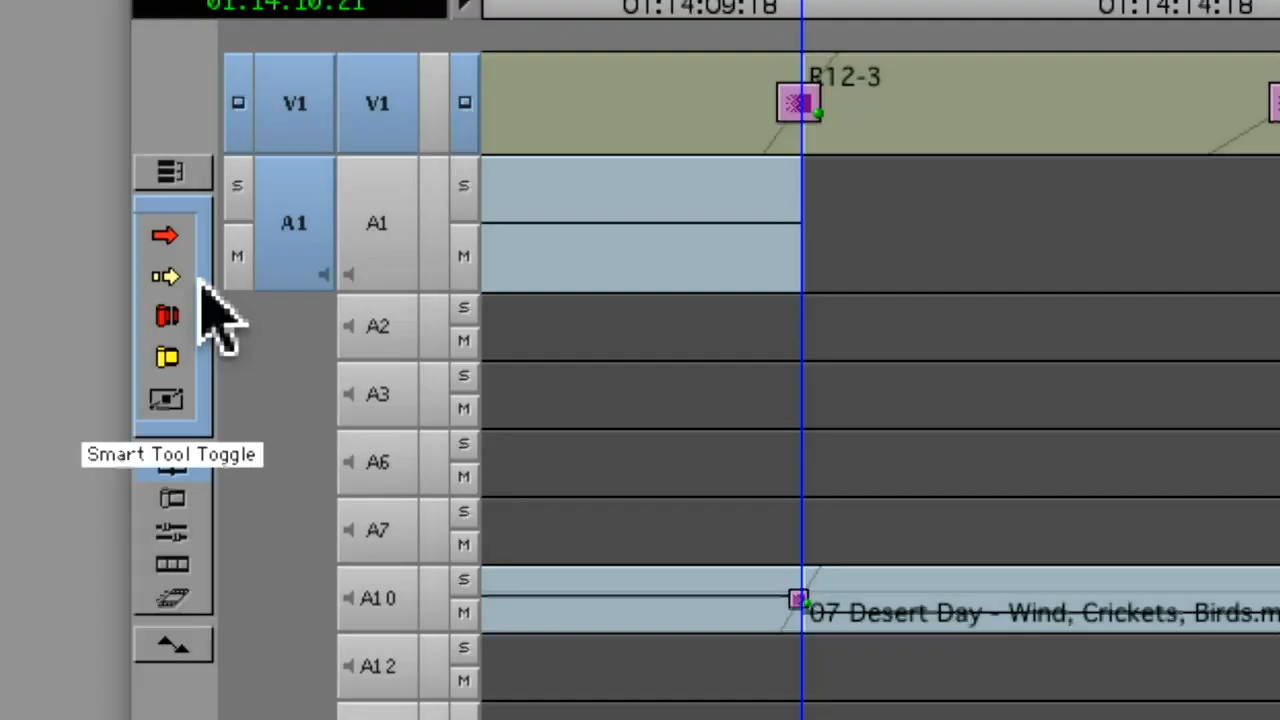 01:14:10:21
01:14:09:18
01:14:14:18
R12-3
V1
V1
S
A1
M
A1
S
M
A2
S
M
A3
S
M
Smart Tool Toggle
A6
S
M
A7
S
M
A10
S
M
07 Desert Day - Wind, Crickets, Birds.m
A12
S
M